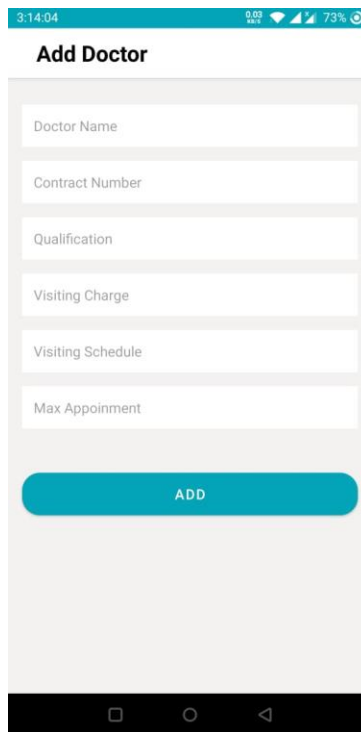 3:14:04 0.03 KB/S 73%
Add Doctor
Doctor Name
Contract Number
Qualification
Visiting Charge
Visiting Schedule
Max Appoinment
ADD